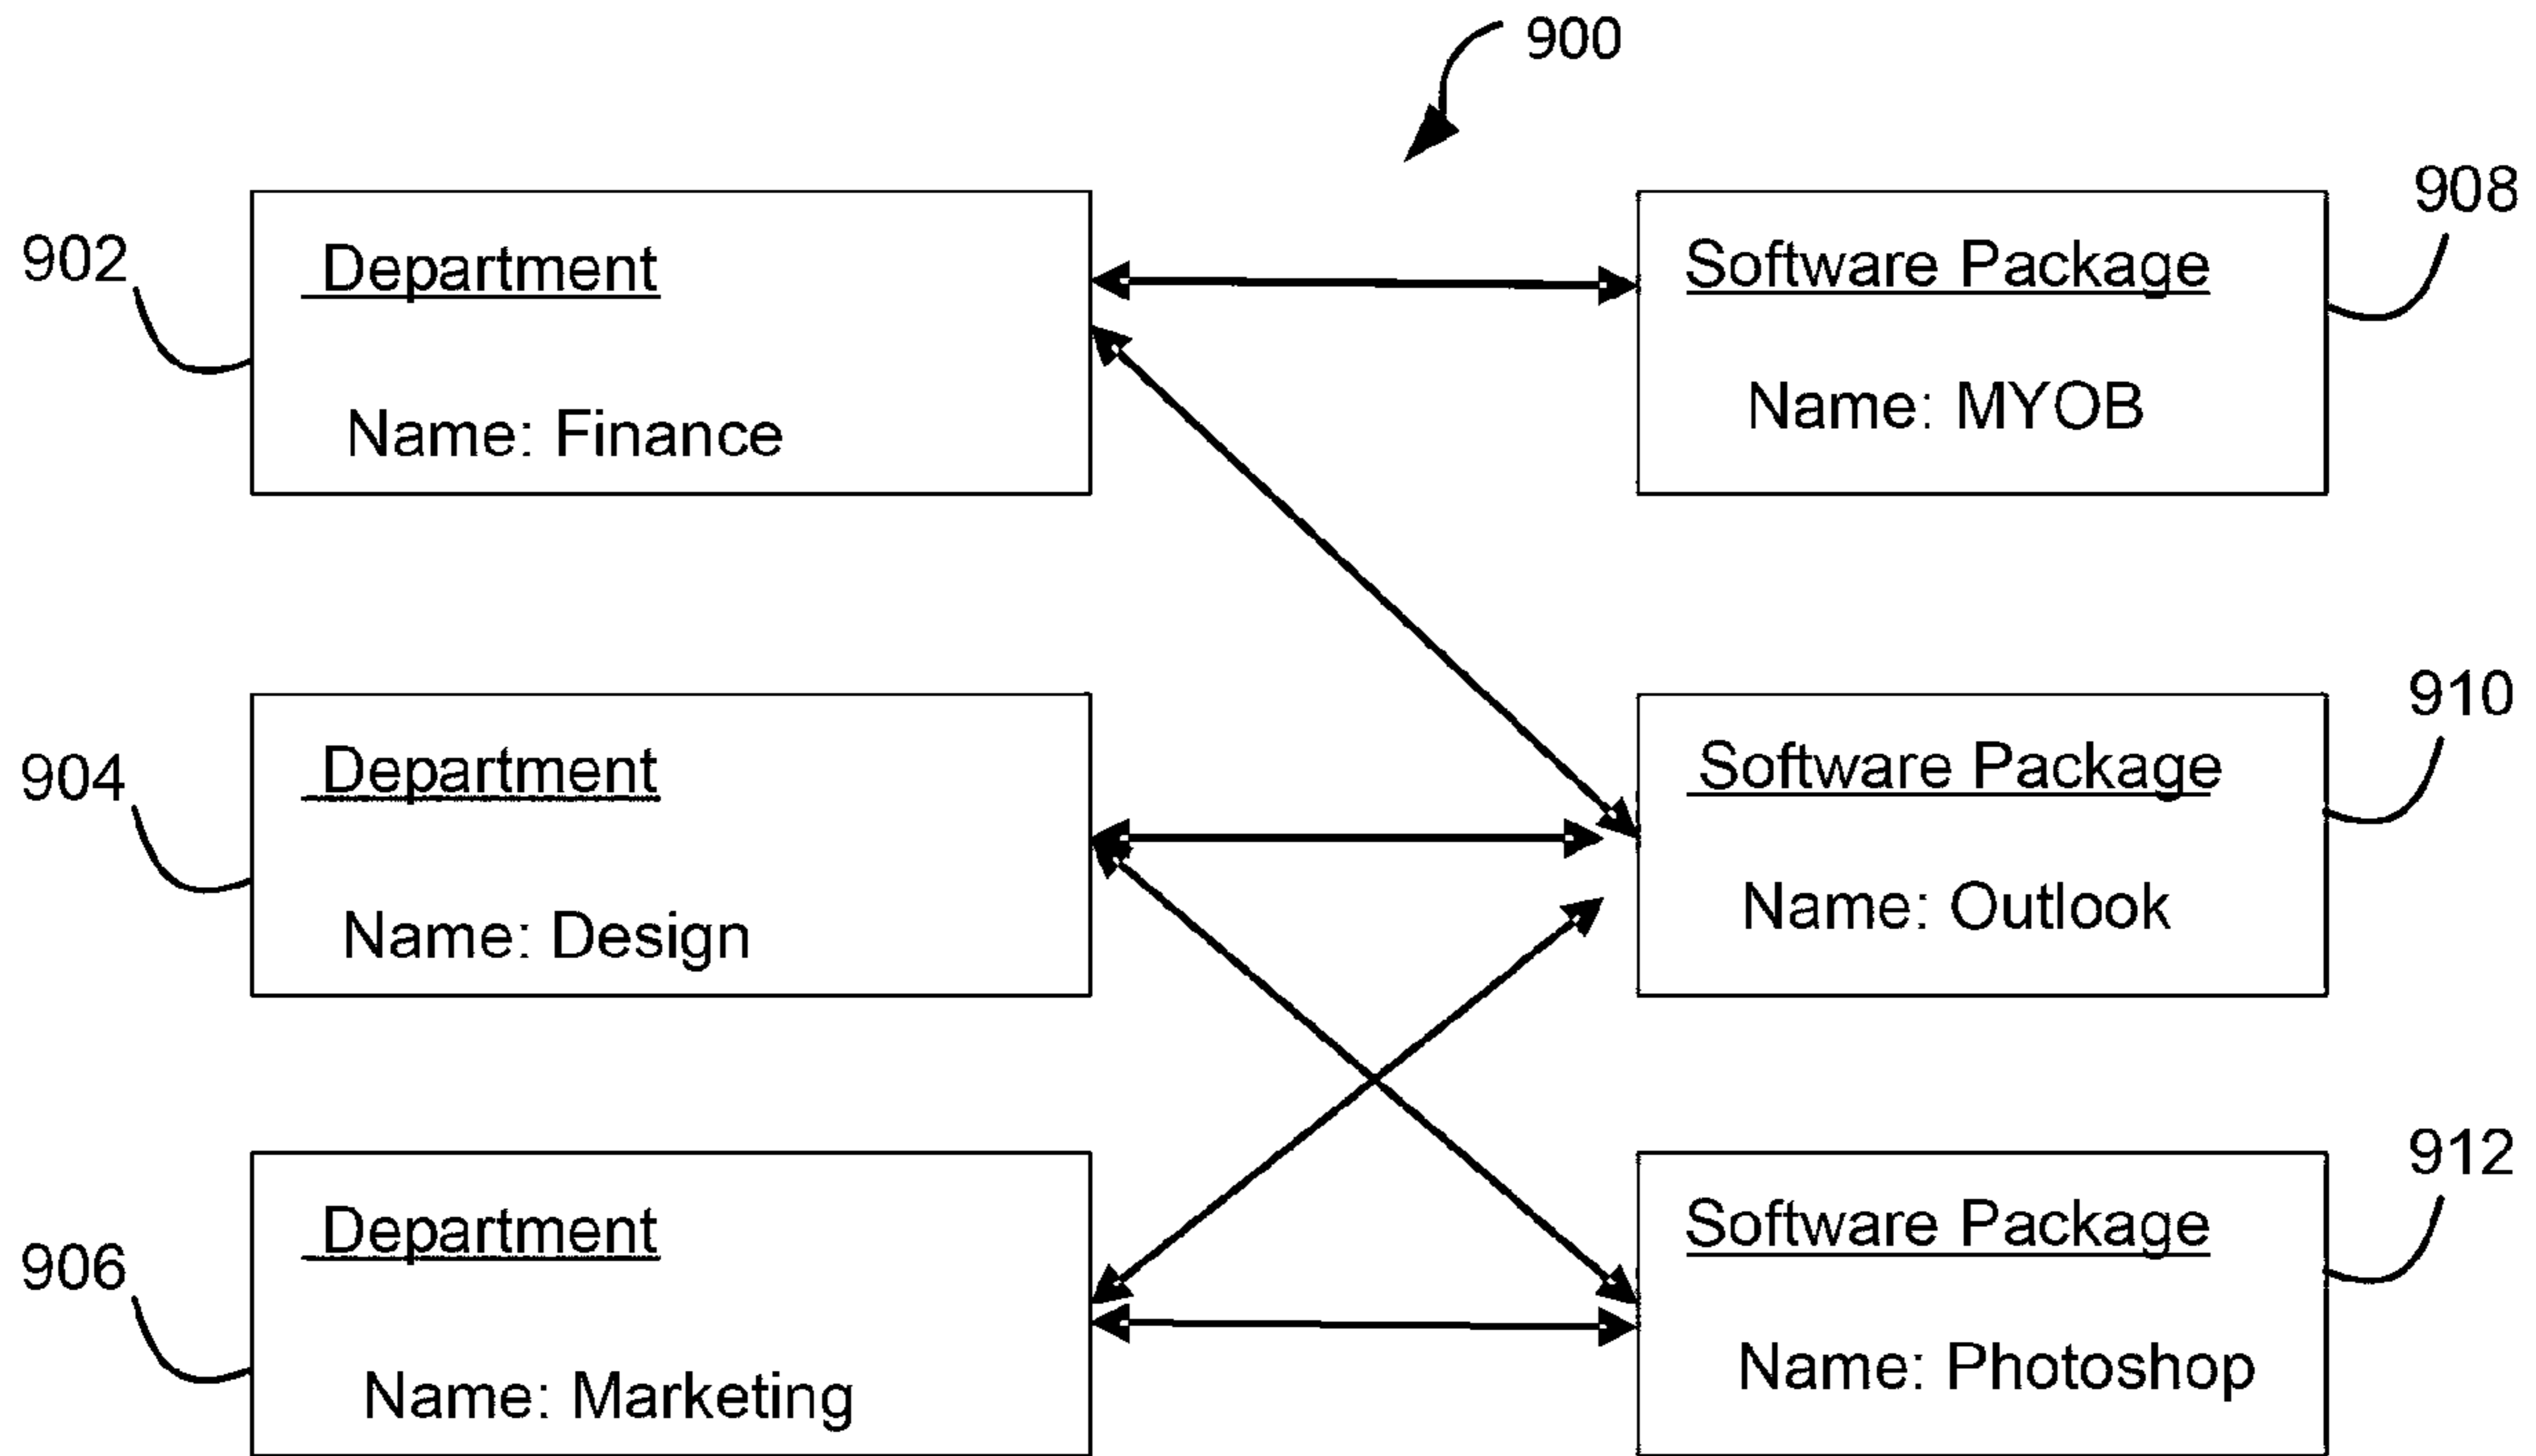 900
902
Department
Name: Finance
908
Software Package
Name: MYOB
904
Department
Name: Design
910
Software Package
Name: Outlook
906
Department
Name: Marketing
912
Software Package
Name: Photoshop